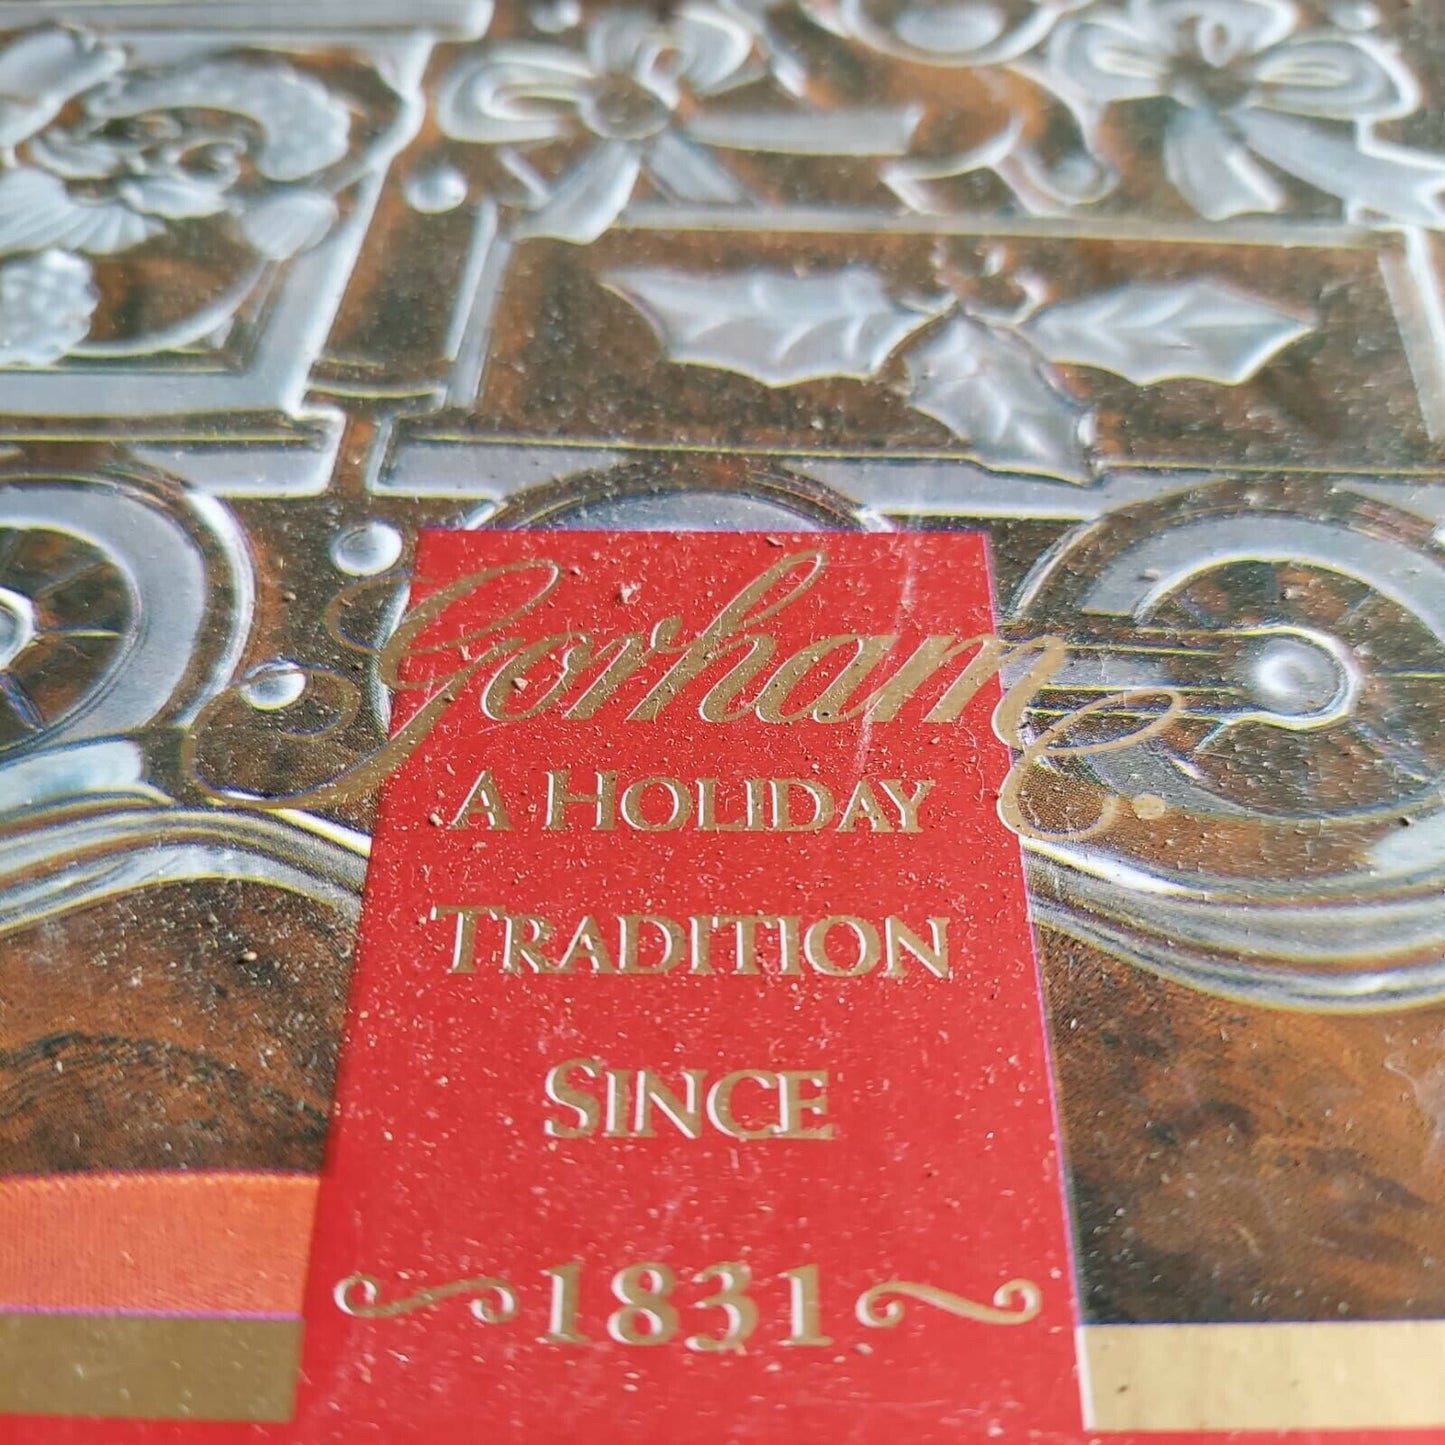 Gorham
A HOLIDAY
TRADITION
SINCE
1831